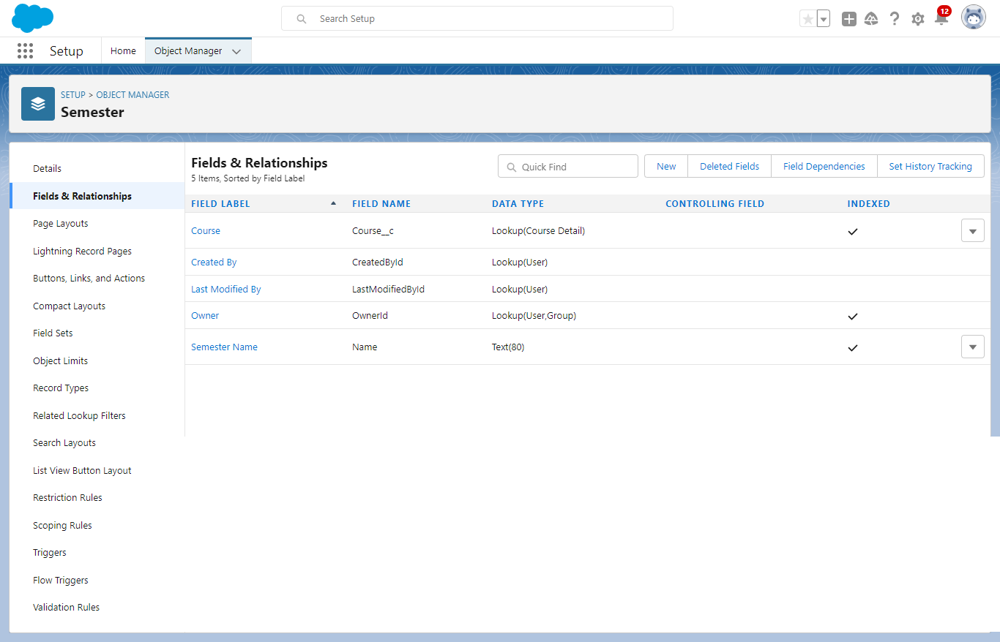 Search Setup
12
Setup
Home
Object Manager
SETUP > OBJECT MANAGER
Semester
Details
Fields & Relationships
Page Layouts
Lightning Record Pages
Buttons, Links, and Actions
Compact Layouts
Field Sets
Object Limits
Record Types
Related Lookup Filters
Search Layouts
List View Button Layout
Restriction Rules
Scoping Rules
Triggers
Flow Triggers
Validation Rules
Fields & Relationships
5 Items, Sorted by Field Label
Quick Find
New
Deleted Fields
Field Dependencies
Set History Tracking
FIELD LABEL FIELD NAME DATA TYPE CONTROLLING FIELD INDEXED
Course Course__c Lookup(Course Detail)
Created By CreatedById Lookup(User)
Last Modified By LastModifiedById Lookup(User)
Owner OwnerId Lookup(User,Group)
Semester Name Name Text(80)